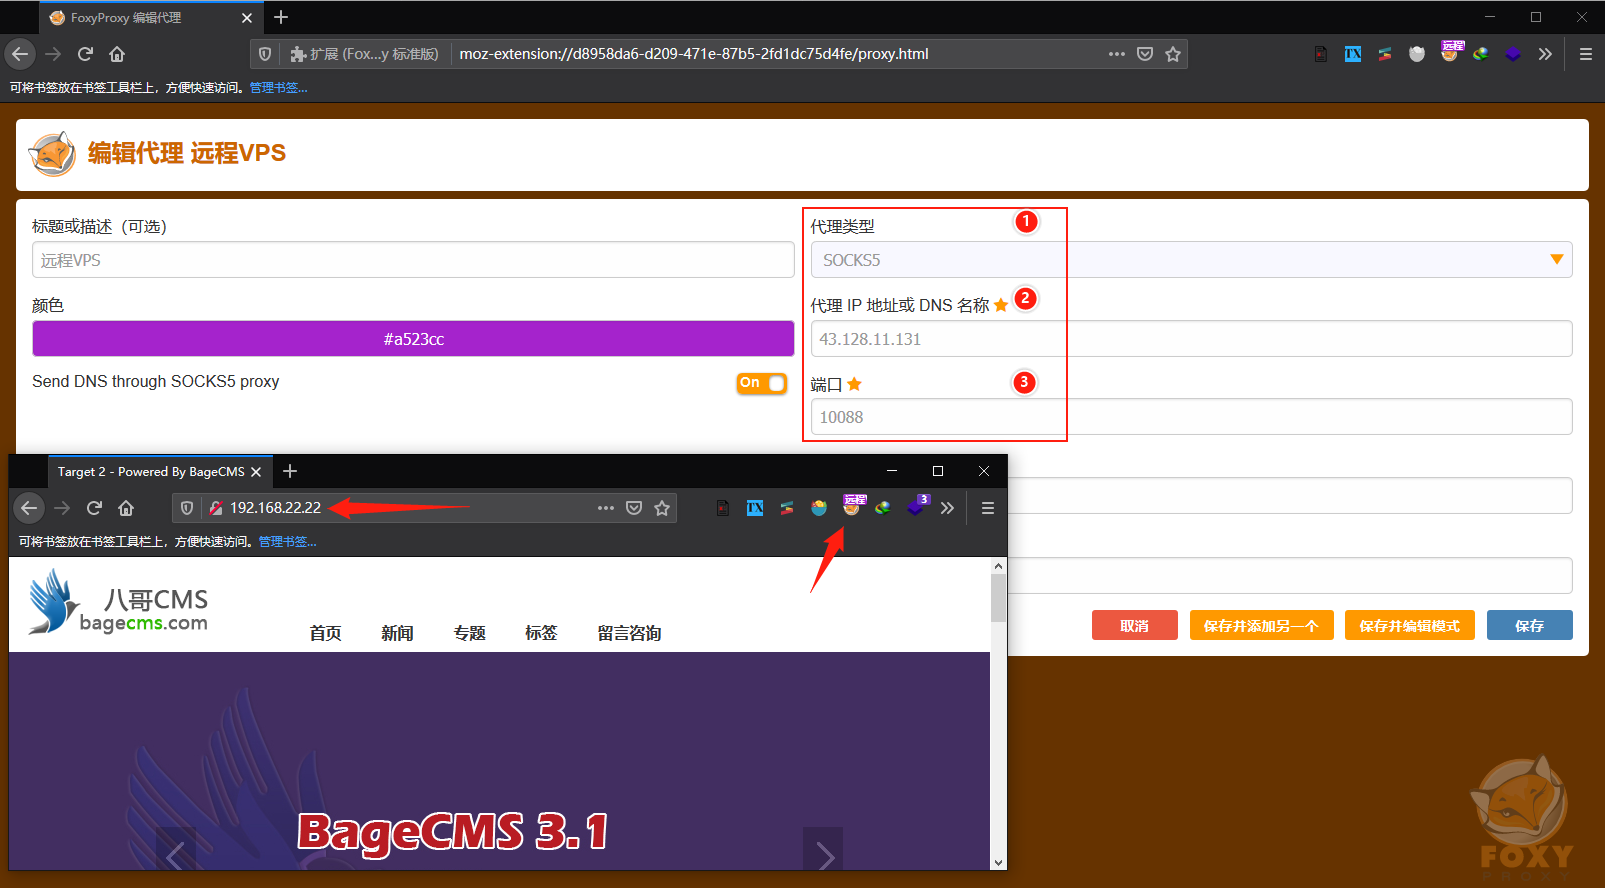 FoxyProxy 编辑代理
扩展 (Fox...y 标准版)
moz-extension://d8958da6-d209-471e-87b5-2fd1dc75d4fe/proxy.html
远程
可将书签放在书签工具栏上，方便快速访问。管理书签...
编辑代理 远程VPS
标题或描述（可选）
远程VPS
颜色
#a523cc
Send DNS through SOCKS5 proxy
On
代理类型
1
SOCKS5
代理 IP 地址或 DNS 名称
2
43.128.11.131
端口
3
10088
Target 2 - Powered By BageCMS
192.168.22.22
远程
3
可将书签放在书签工具栏上，方便快速访问。管理书签...
八哥CMS
bagecms.com
首页 新闻 专题 标签 留言咨询
BageCMS 3.1
取消
保存并添加另一个
保存并编辑模式
保存
FOXY
PROXY